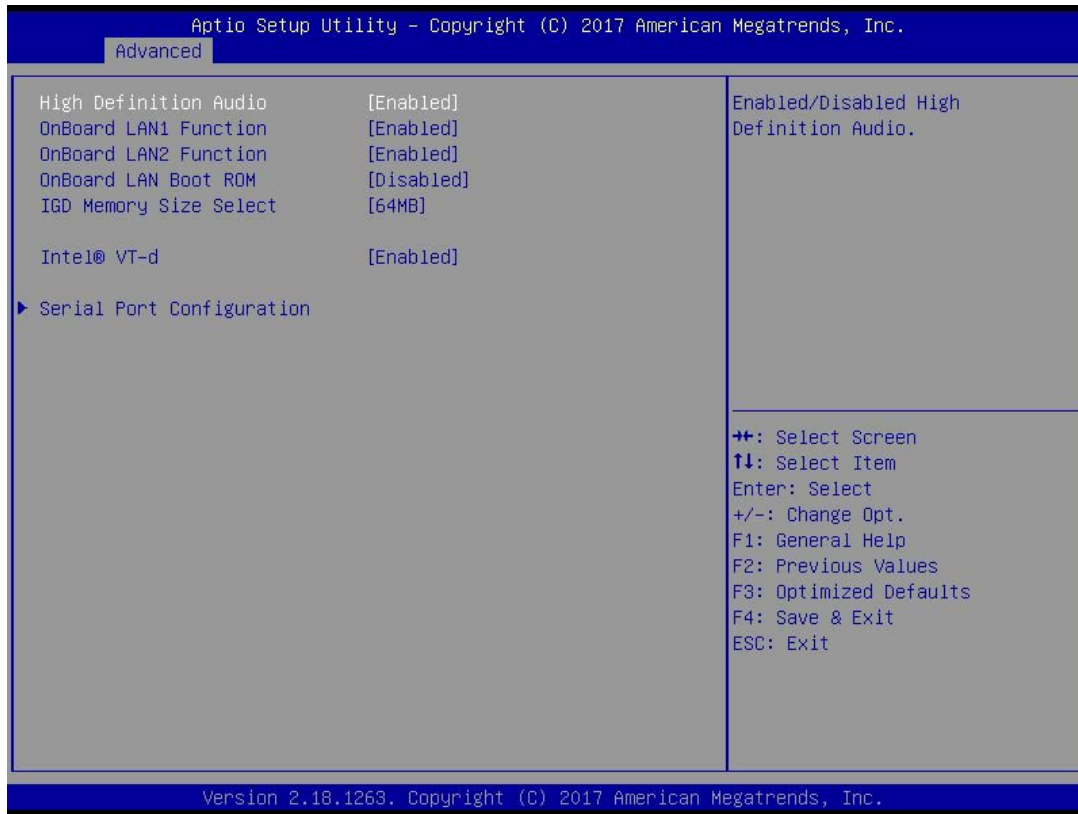 Aptio Setup Utility – Copyright (C) 2017 American Megatrends, Inc.
Advanced
High Definition Audio [Enabled]
OnBoard LAN1 Function [Enabled]
OnBoard LAN2 Function [Enabled]
OnBoard LAN Boot ROM [Disabled]
IGD Memory Size Select [64MB]
Intel® VT-d [Enabled]
▶ Serial Port Configuration
Enabled/Disabled High
Definition Audio.
→←: Select Screen
↑↓: Select Item
Enter: Select
+/-: Change Opt.
F1: General Help
F2: Previous Values
F3: Optimized Defaults
F4: Save & Exit
ESC: Exit
Version 2.18.1263. Copyright (C) 2017 American Megatrends, Inc.